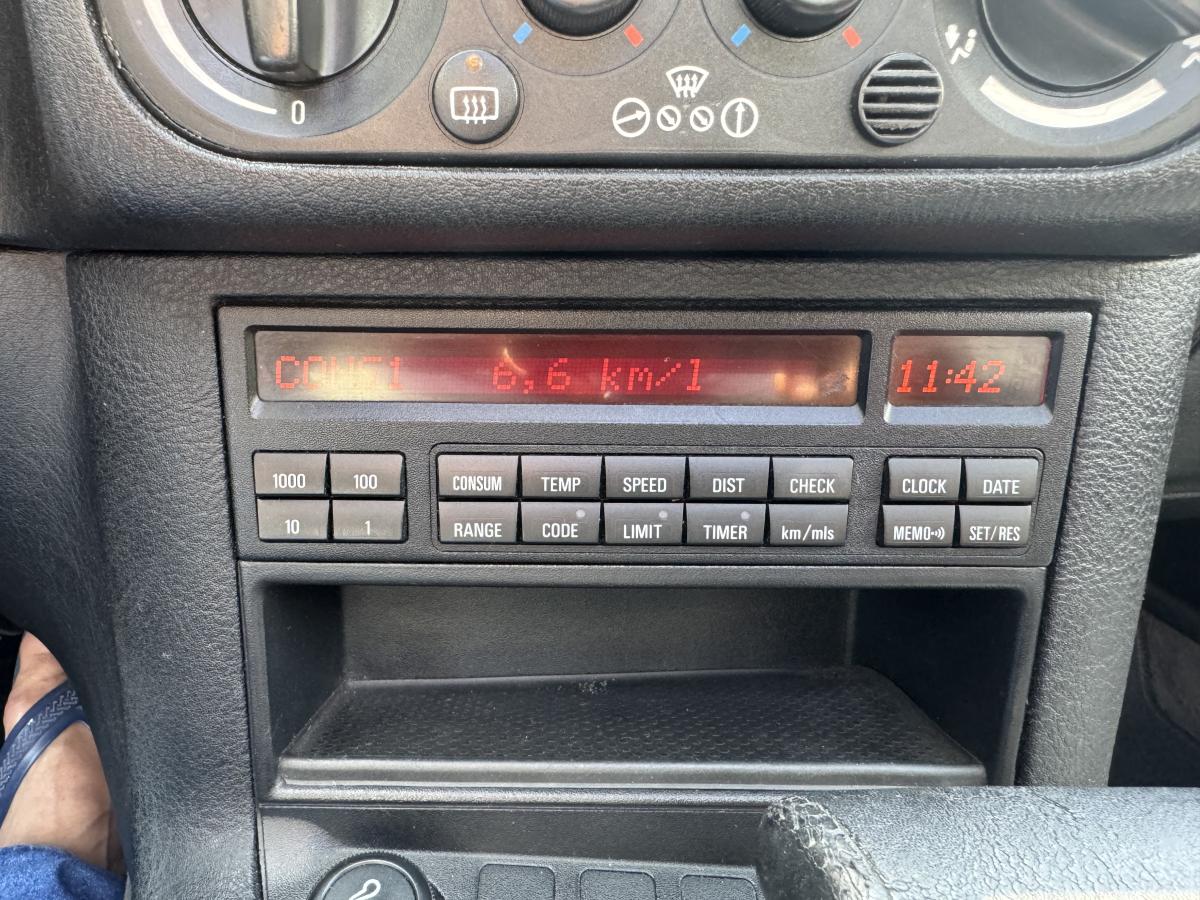 0
CONS1 6,6 km/l
11:42
1000 100
CONSUM TEMP SPEED DIST CHECK
CLOCK DATE
10 1
RANGE CODE LIMIT TIMER km/mls
MEMO SET/RES